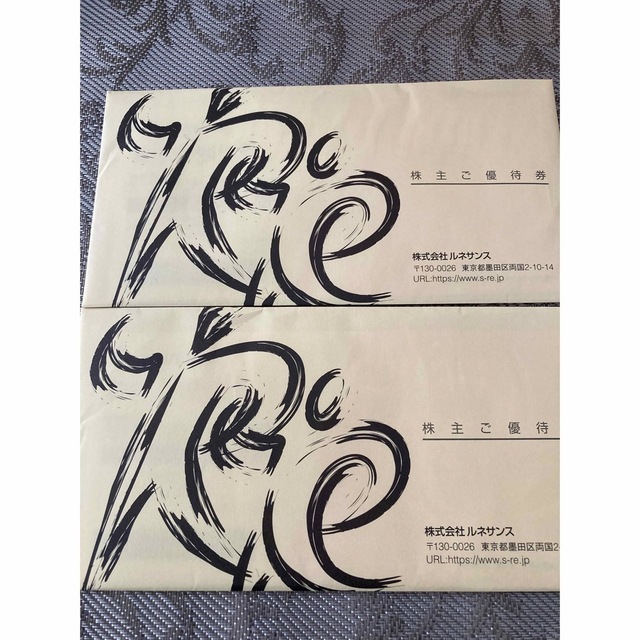 株主ご優待券
株式会社 ルネサンス
〒130-0026 東京都墨田区両国2-10-14
URL:https://www.s-re.jp
株主ご優待
株式会社 ルネサンス
〒130-0026 東京都墨田区両国2-
URL:https://www.s-re.jp